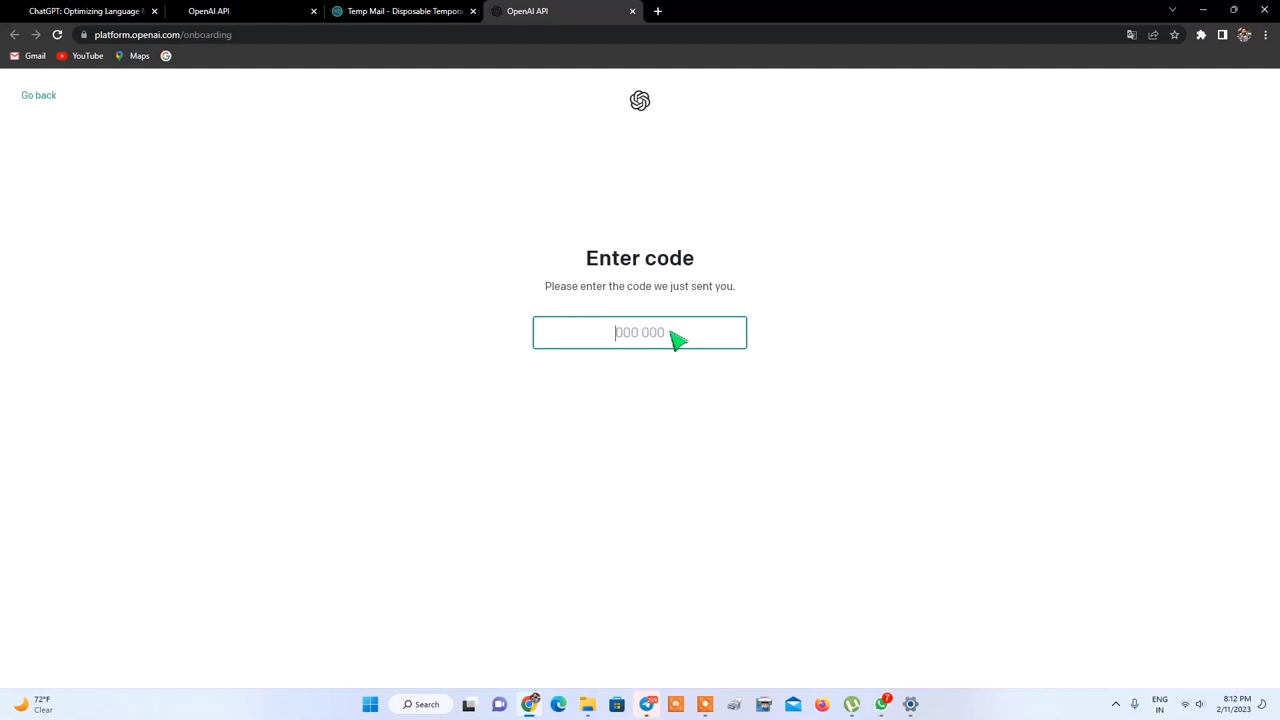 ChatGPT: Optimizing Language
OpenAI API
Temp Mail - Disposable Tempora
OpenAI API
platform.openai.com/onboarding
Gmail
YouTube
Maps
Go back
Enter code
Please enter the code we just sent you.
000 000
72°F
Clear
Search
7
ENG
IN
8:12 PM
2/11/2023